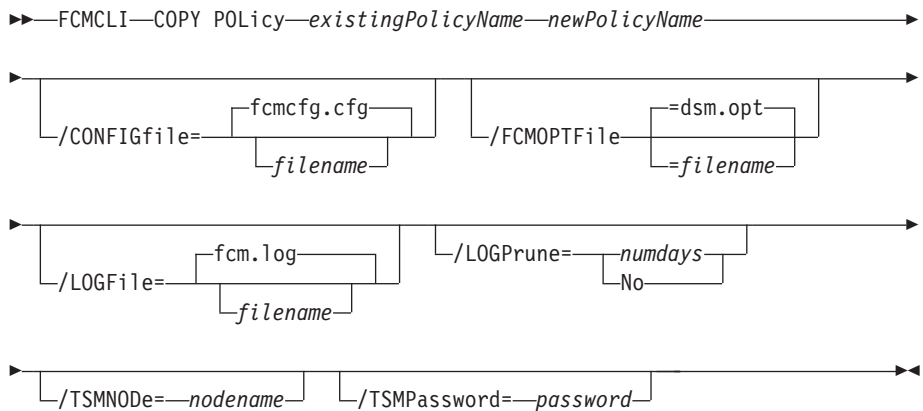 FCMCLI COPY POLicy existingPolicyName newPolicyName
fcmcfg.cfg =dsm.opt
/CONFIGfile= /FCMOPTFile
filename =filename
fcm.log
/LOGFile= /LOGPrune= numdays
filename No
/TSMNODe= nodename /TSMPassword= password